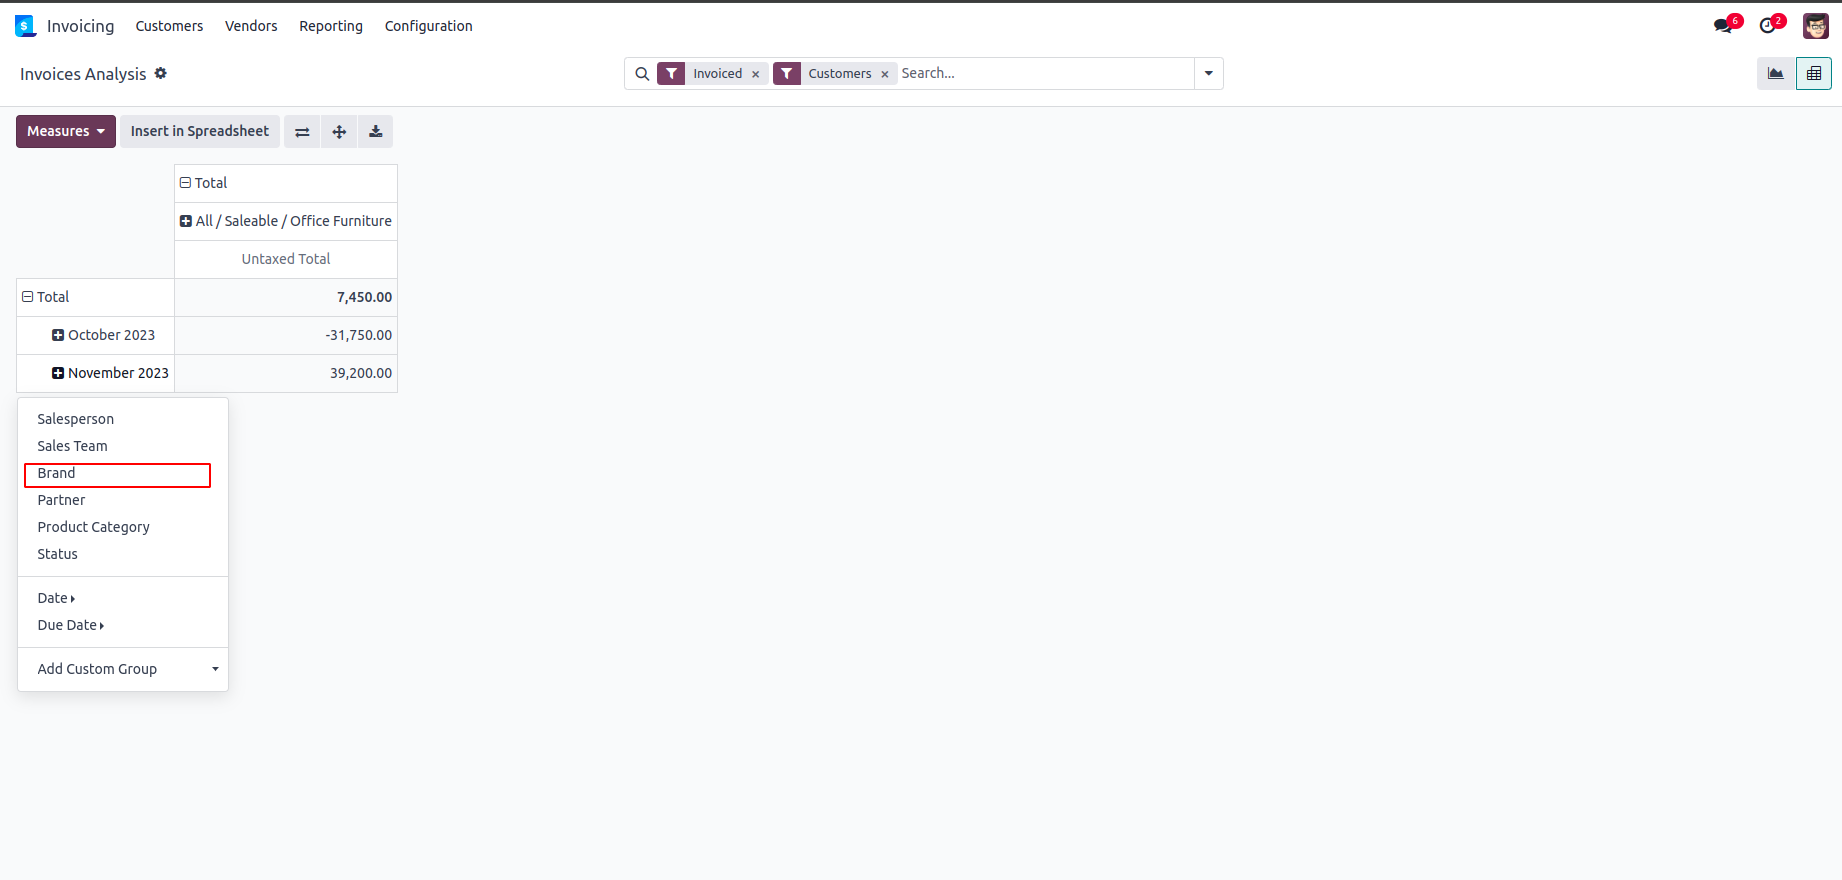 Invoicing Customers Vendors Reporting Configuration 6 2
Invoices Analysis Invoiced × Customers × Search...
Measures Insert in Spreadsheet
Total
All / Saleable / Office Furniture
Untaxed Total
Total 7,450.00
October 2023 -31,750.00
November 2023 39,200.00
Salesperson
Sales Team
Brand
Partner
Product Category
Status
Date
Due Date
Add Custom Group